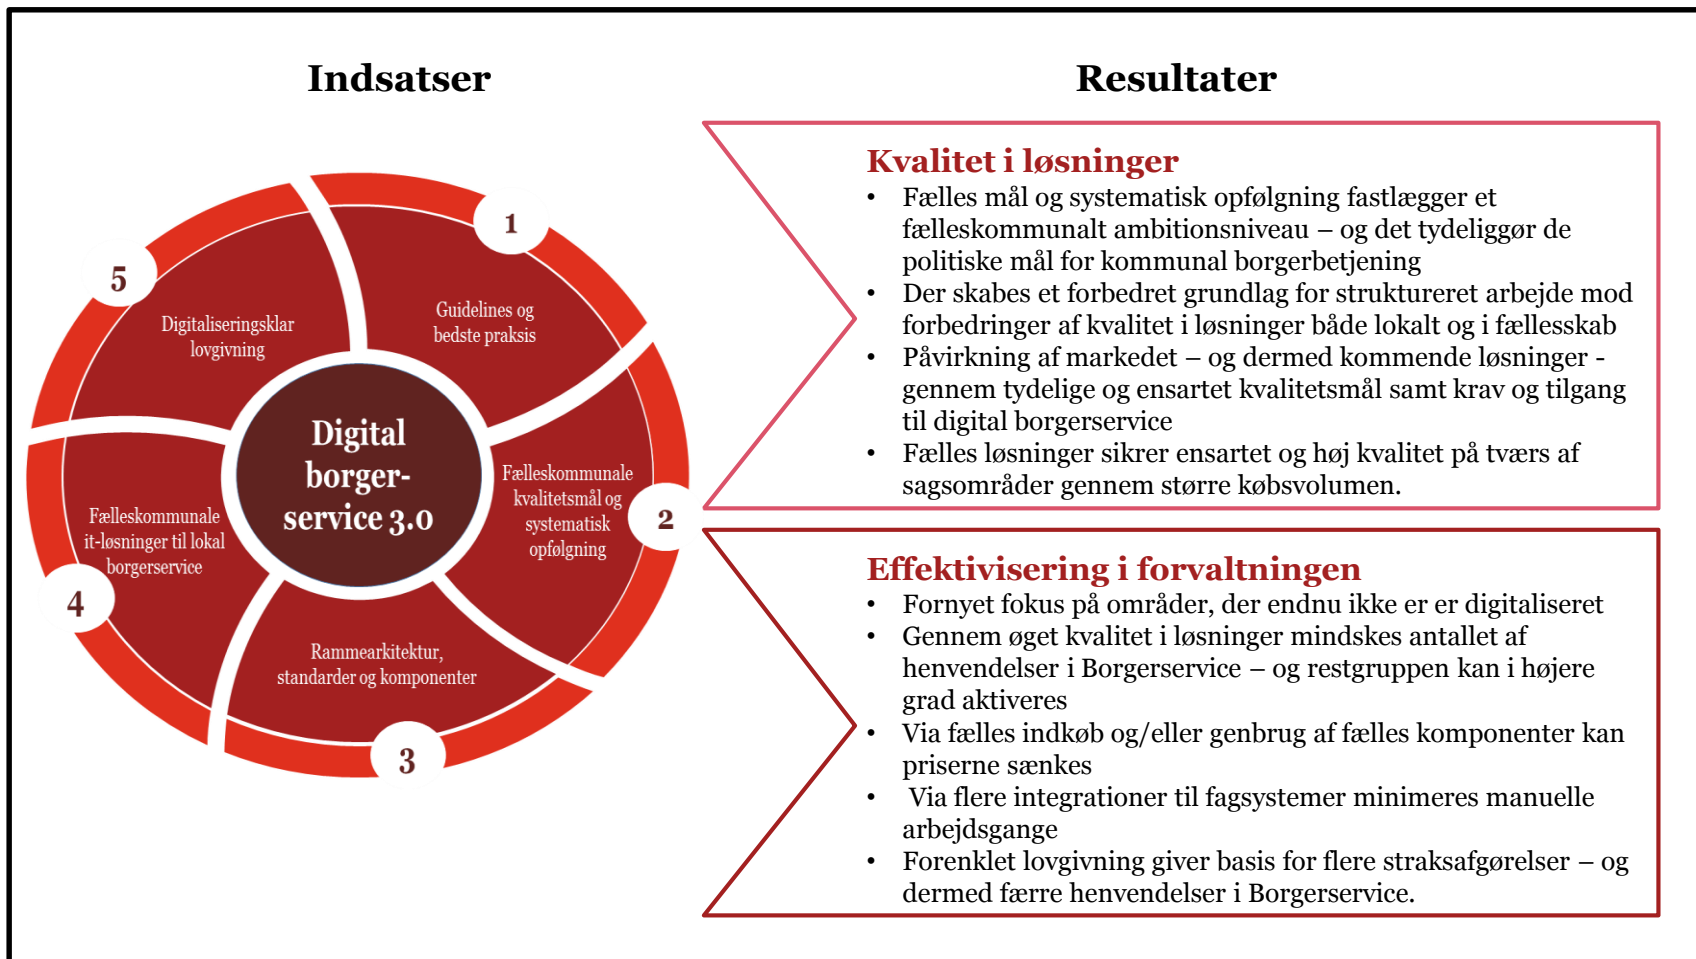 Indsatser
1
Guidelines og
bedste praksis
2
Fælleskommunale
kvalitetsmål og
systematisk
opfølgning
3
Rammearkitektur,
standarder og komponenter
4
Fælleskommunale
it-løsninger til lokal
borgerservice
5
Digitaliseringsklar
lovgivning
Digital
borger-
service 3.0
Resultater
Kvalitet i løsninger
• Fælles mål og systematisk opfølgning fastlægger et
fælleskommunalt ambitionsniveau – og det tydeliggør de
politiske mål for kommunal borgerbetjening
• Der skabes et forbedret grundlag for struktureret arbejde mod
forbedringer af kvalitet i løsninger både lokalt og i fællesskab
• Påvirkning af markedet – og dermed kommende løsninger -
gennem tydelige og ensartet kvalitetsmål samt krav og tilgang
til digital borgerservice
• Fælles løsninger sikrer ensartet og høj kvalitet på tværs af
sagsområder gennem større købsvolumen.
Effektivisering i forvaltningen
• Fornyet fokus på områder, der endnu ikke er er digitaliseret
• Gennem øget kvalitet i løsninger mindskes antallet af
henvendelser i Borgerservice – og restgruppen kan i højere
grad aktiveres
• Via fælles indkøb og/eller genbrug af fælles komponenter kan
priserne sænkes
• Via flere integrationer til fagsystemer minimeres manuelle
arbejdsgange
• Forenklet lovgivning giver basis for flere straksafgørelser – og
dermed færre henvendelser i Borgerservice.